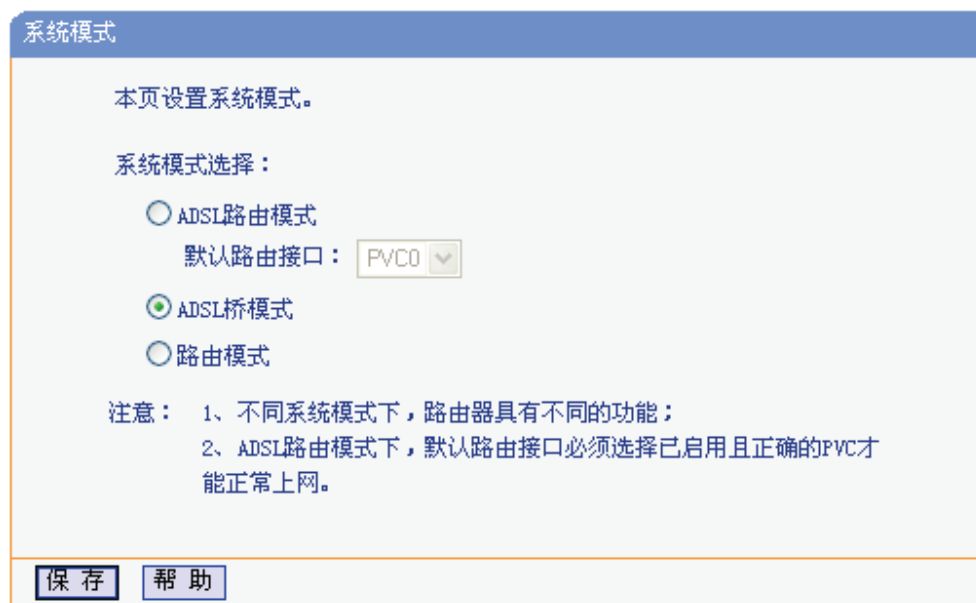 系统模式
本页设置系统模式。
系统模式选择：
ADSL路由模式
默认路由接口： PVC0
ADSL桥模式
路由模式
注意： 1、不同系统模式下，路由器具有不同的功能；
2、ADSL路由模式下，默认路由接口必须选择已启用且正确的PVC才
能正常上网。
保 存 帮 助